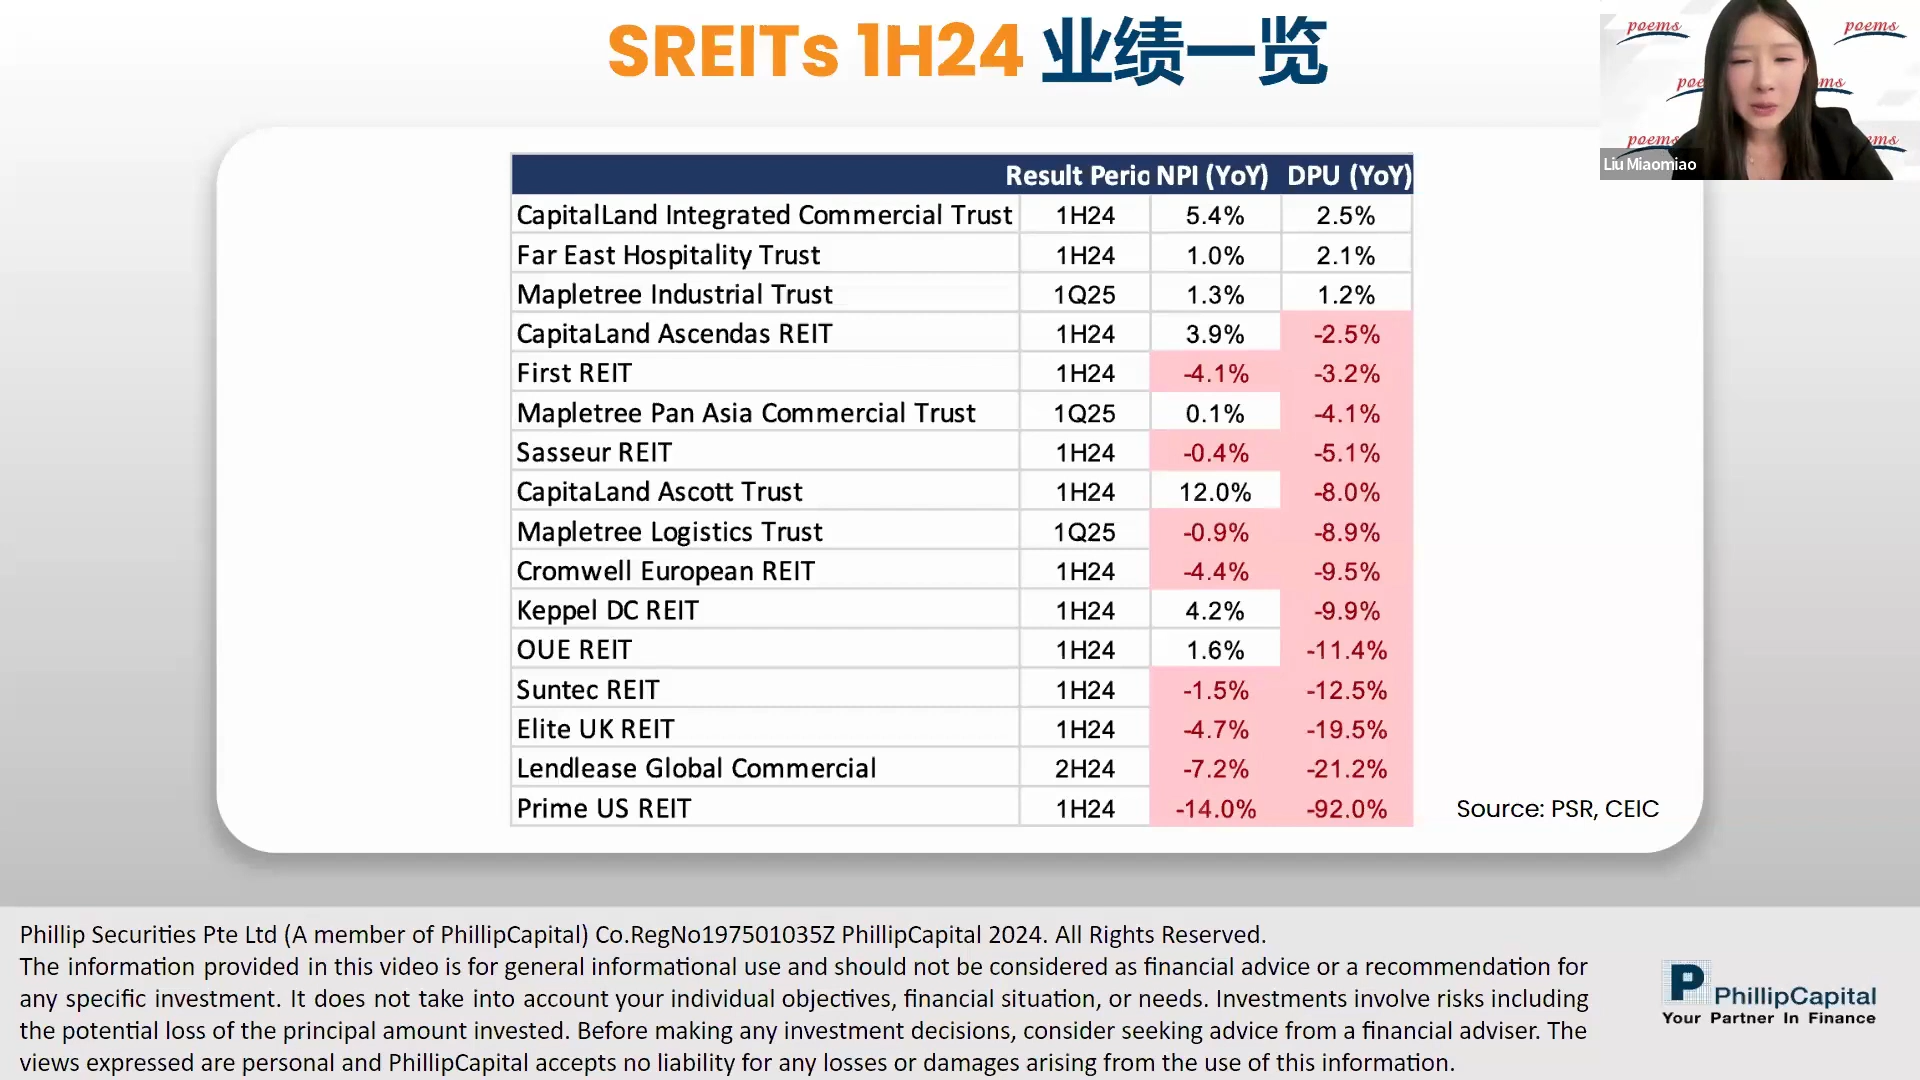 SREITs 1H24 业绩一览
poems poems
poe ms
poems ms
Liu Miaomiao
Result Perio NPI (YoY) DPU (YoY)
CapitalLand Integrated Commercial Trust 1H24 5.4% 2.5%
Far East Hospitality Trust 1H24 1.0% 2.1%
Mapletree Industrial Trust 1Q25 1.3% 1.2%
CapitaLand Ascendas REIT 1H24 3.9% -2.5%
First REIT 1H24 -4.1% -3.2%
Mapletree Pan Asia Commercial Trust 1Q25 0.1% -4.1%
Sasseur REIT 1H24 -0.4% -5.1%
CapitaLand Ascott Trust 1H24 12.0% -8.0%
Mapletree Logistics Trust 1Q25 -0.9% -8.9%
Cromwell European REIT 1H24 -4.4% -9.5%
Keppel DC REIT 1H24 4.2% -9.9%
OUE REIT 1H24 1.6% -11.4%
Suntec REIT 1H24 -1.5% -12.5%
Elite UK REIT 1H24 -4.7% -19.5%
Lendlease Global Commercial 2H24 -7.2% -21.2%
Prime US REIT 1H24 -14.0% -92.0%
Source: PSR, CEIC
Phillip Securities Pte Ltd (A member of PhillipCapital) Co.RegNo197501035Z PhillipCapital 2024. All Rights Reserved.
The information provided in this video is for general informational use and should not be considered as financial advice or a recommendation for
any specific investment. It does not take into account your individual objectives, financial situation, or needs. Investments involve risks including
the potential loss of the principal amount invested. Before making any investment decisions, consider seeking advice from a financial adviser. The
views expressed are personal and PhillipCapital accepts no liability for any losses or damages arising from the use of this information.
P PhillipCapital
Your Partner In Finance